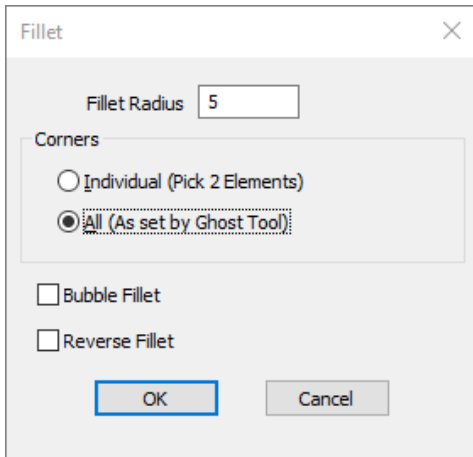 Fillet
Fillet Radius 5
Corners
Individual (Pick 2 Elements)
All (As set by Ghost Tool)
Bubble Fillet
Reverse Fillet
OK Cancel